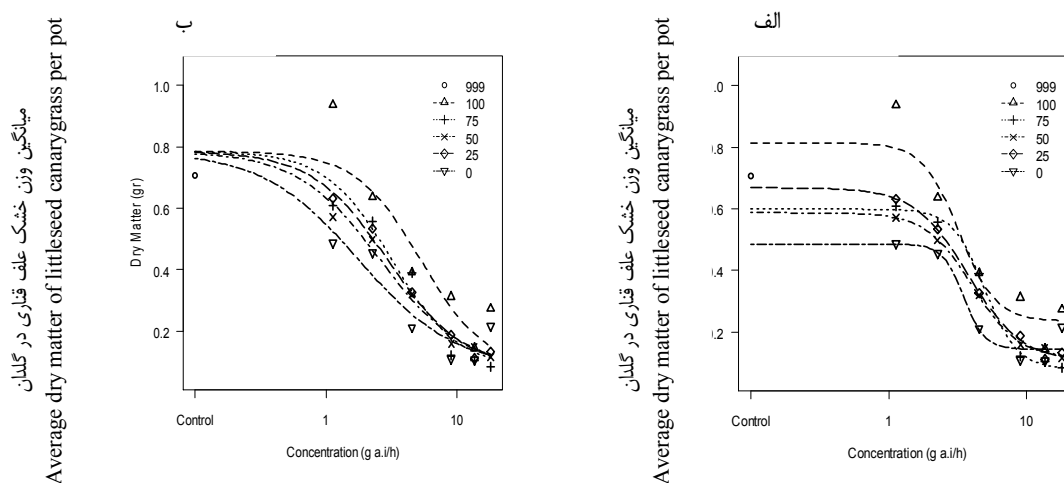 ب
میانگین وزن خشک علف قناری در گلدان
Average dry matter of littleseed canarygrass per pot
Dry Matter (gr)
1.0
0.8
0.6
0.4
0.2
999
100
75
50
25
0
Control
1
10
Concentration (g a.i/h)
الف
میانگین وزن خشک علف قناری در گلدان
Average dry matter of littleseed canarygrass per pot
.0
0.8
0.6
0.4
.2
999
100
75
50
25
0
Control
1
10
Concentration (g a.i/h)